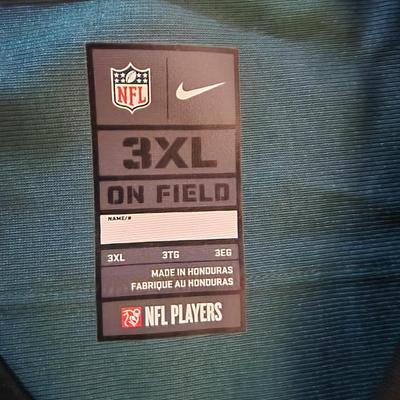 NFL
3XL
ON FIELD
NAME/#
3XL 3TG 3EG
MADE IN HONDURAS
FABRIQUE AU HONDURAS
NFL PLAYERS